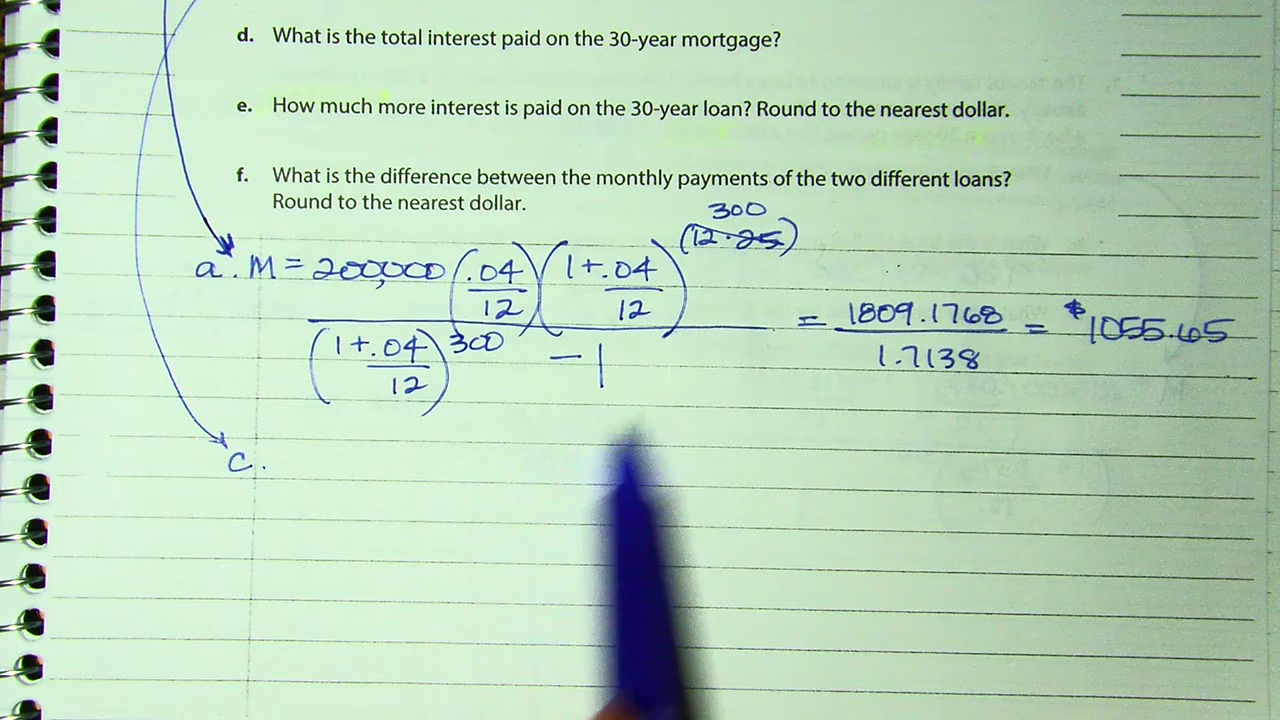 d. What is the total interest paid on the 30-year mortgage?
e. How much more interest is paid on the 30-year loan? Round to the nearest dollar.
f. What is the difference between the monthly payments of the two different loans?
Round to the nearest dollar.
300
(12·25)
a. M = 200,000 (.04/12)(1+.04/12)
(1+.04/12)^300 - 1
= 1809.1768/1.7138 = $1055.65
c.